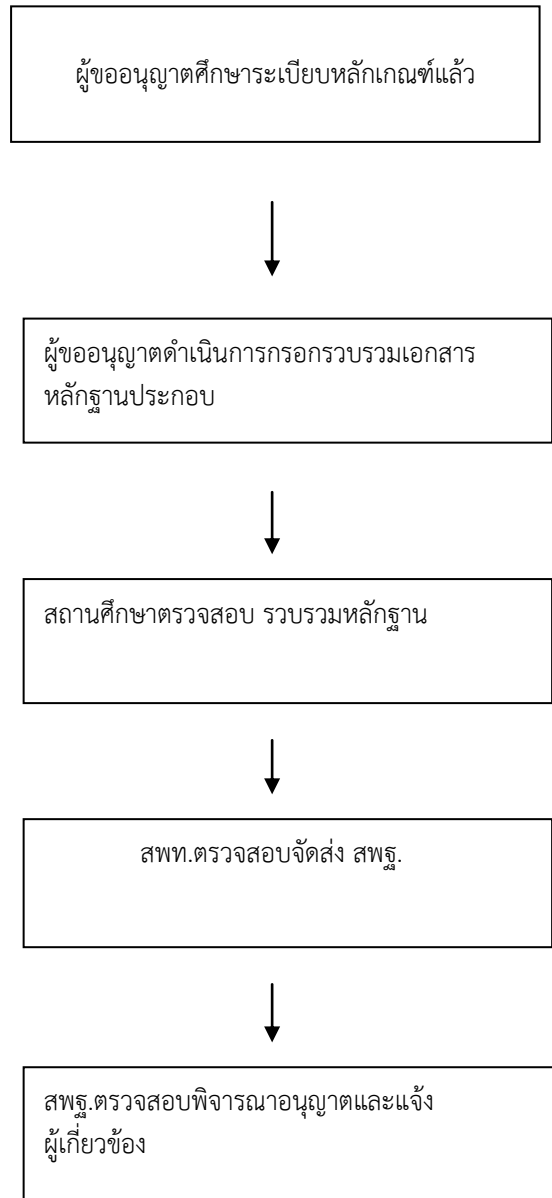 ผู้ขออนุญาตศึกษาระเบียบหลักเกณฑ์แล้ว
ผู้ขออนุญาตดำเนินการกรอกรวบรวมเอกสาร
หลักฐานประกอบ
สถานศึกษาตรวจสอบ รวบรวมหลักฐาน
สพท.ตรวจสอบจัดส่ง สพฐ.
สพฐ.ตรวจสอบพิจารณาอนุญาตและแจ้ง
ผู้เกี่ยวข้อง